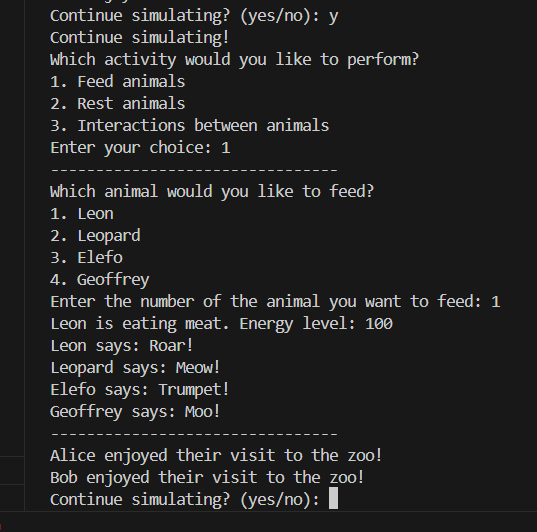 Continue simulating? (yes/no): y
Continue simulating!
Which activity would you like to perform?
1. Feed animals
2. Rest animals
3. Interactions between animals
Enter your choice: 1
--------------------------------
Which animal would you like to feed?
1. Leon
2. Leopard
3. Elefo
4. Geoffrey
Enter the number of the animal you want to feed: 1
Leon is eating meat. Energy level: 100
Leon says: Roar!
Leopard says: Meow!
Elefo says: Trumpet!
Geoffrey says: Moo!
--------------------------------
Alice enjoyed their visit to the zoo!
Bob enjoyed their visit to the zoo!
Continue simulating? (yes/no):